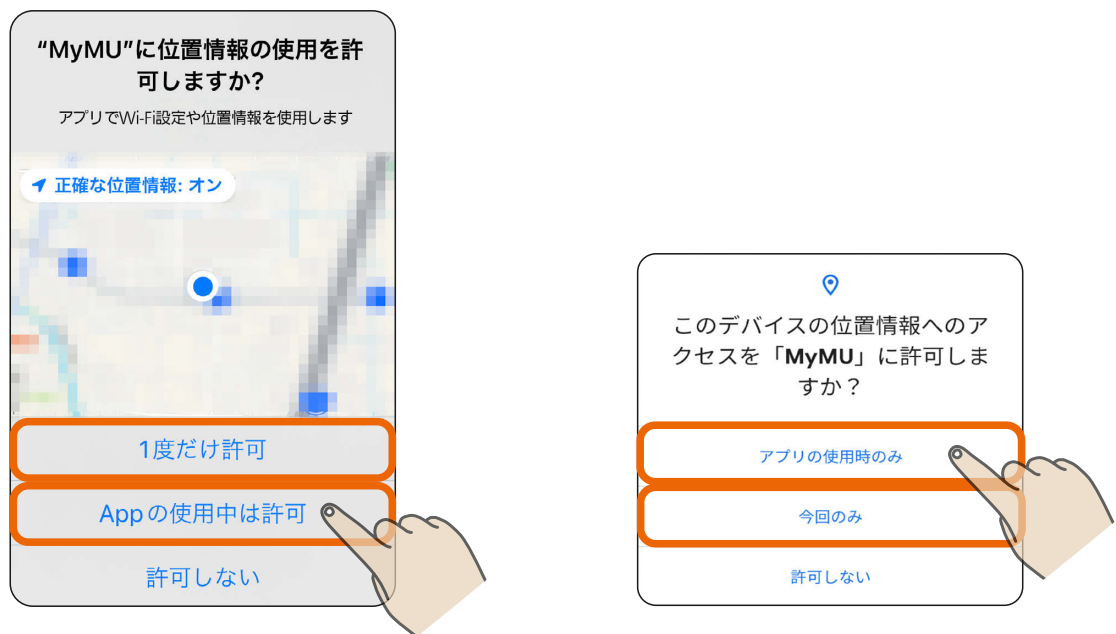 “MyMU”に位置情報の使用を許
可しますか?
アプリでWi-Fi設定や位置情報を使用します
正確な位置情報: オン
1度だけ許可
Appの使用中は許可
許可しない
このデバイスの位置情報へのア
クセスを「MyMU」に許可しま
すか？
アプリの使用時のみ
今回のみ
許可しない